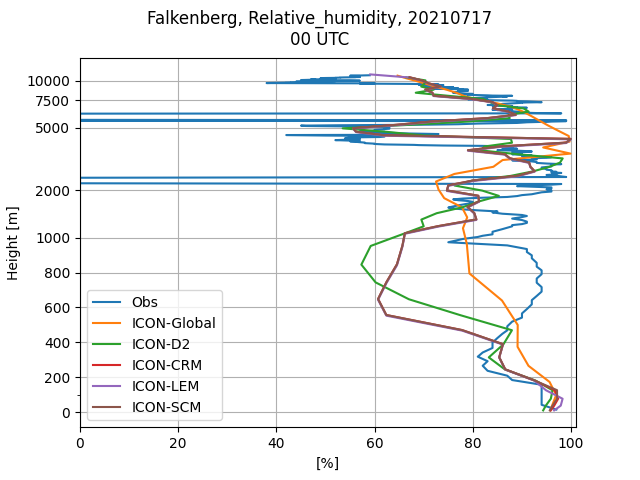 Falkenberg, Relative_humidity, 20210717
00 UTC
Height [m]
10000
7500
5000
2000
1000
800
600
400
200
0
Obs
ICON-Global
ICON-D2
ICON-CRM
ICON-LEM
ICON-SCM
0 20 40 60 80 100
[%]